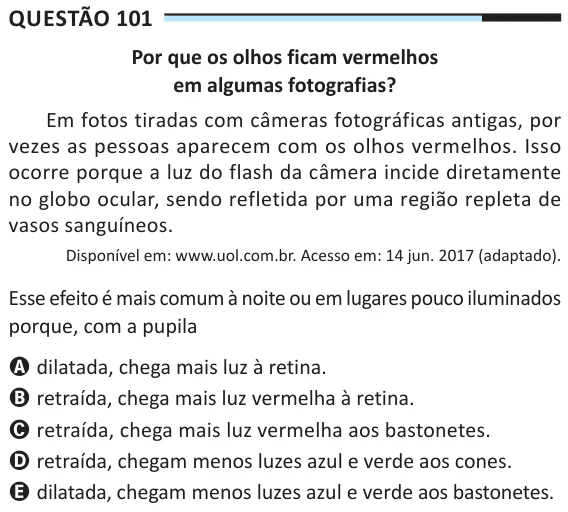 QUESTÃO 101
Por que os olhos ficam vermelhos
em algumas fotografias?
Em fotos tiradas com câmeras fotográficas antigas, por
vezes as pessoas aparecem com os olhos vermelhos. Isso
ocorre porque a luz do flash da câmera incide diretamente
no globo ocular, sendo refletida por uma região repleta de
vasos sanguíneos.
Disponível em: www.uol.com.br. Acesso em: 14 jun. 2017 (adaptado).
Esse efeito é mais comum à noite ou em lugares pouco iluminados
porque, com a pupila
A dilatada, chega mais luz à retina.
B retraída, chega mais luz vermelha à retina.
C retraída, chega mais luz vermelha aos bastonetes.
D retraída, chegam menos luzes azul e verde aos cones.
E dilatada, chegam menos luzes azul e verde aos bastonetes.